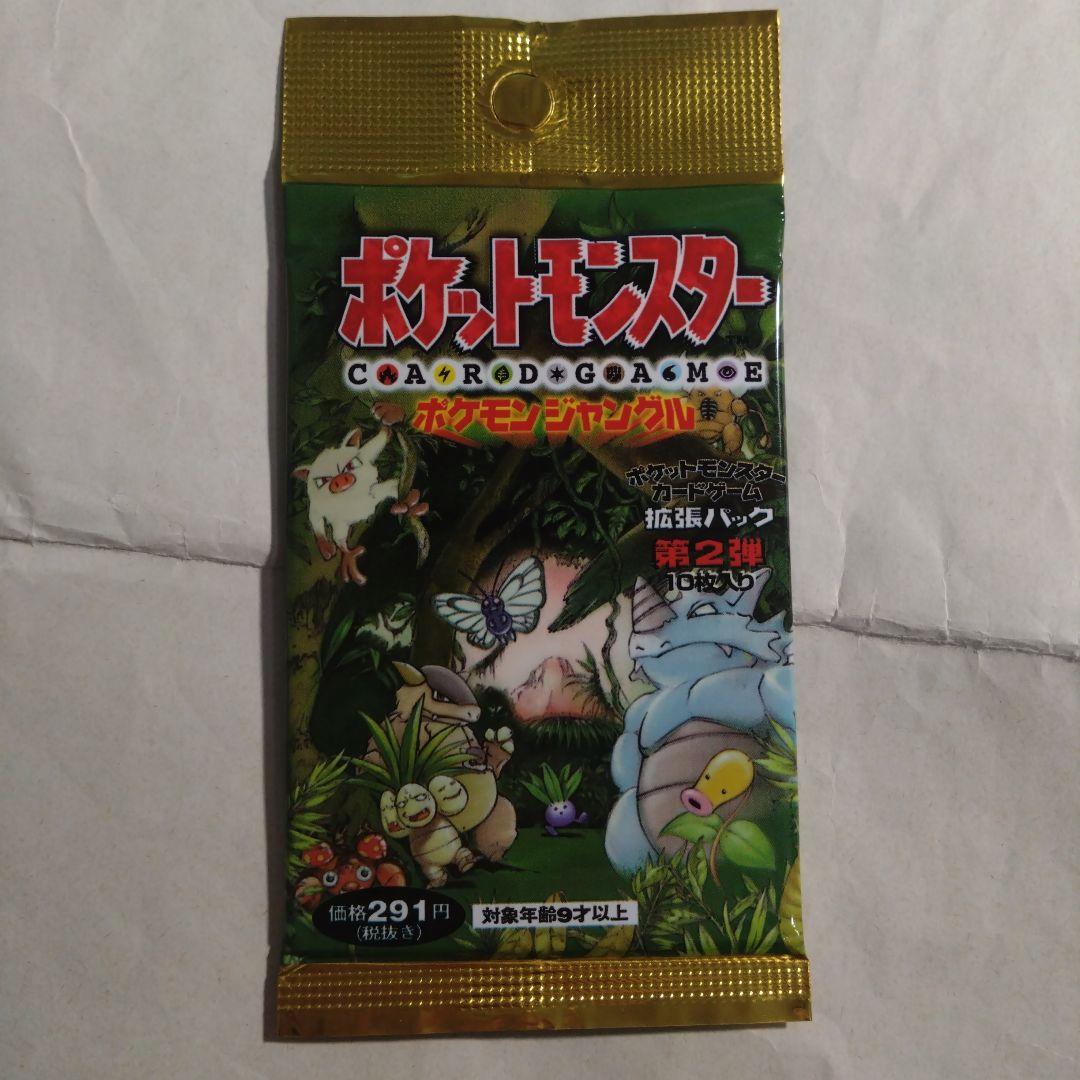 ポケットモンスター
TM
CARD GAME
ポケモンジャングル
ポケットモンスター
カードゲーム
拡張パック
第2弾
10枚入り
価格291円
(税抜き)
対象年齢9才以上